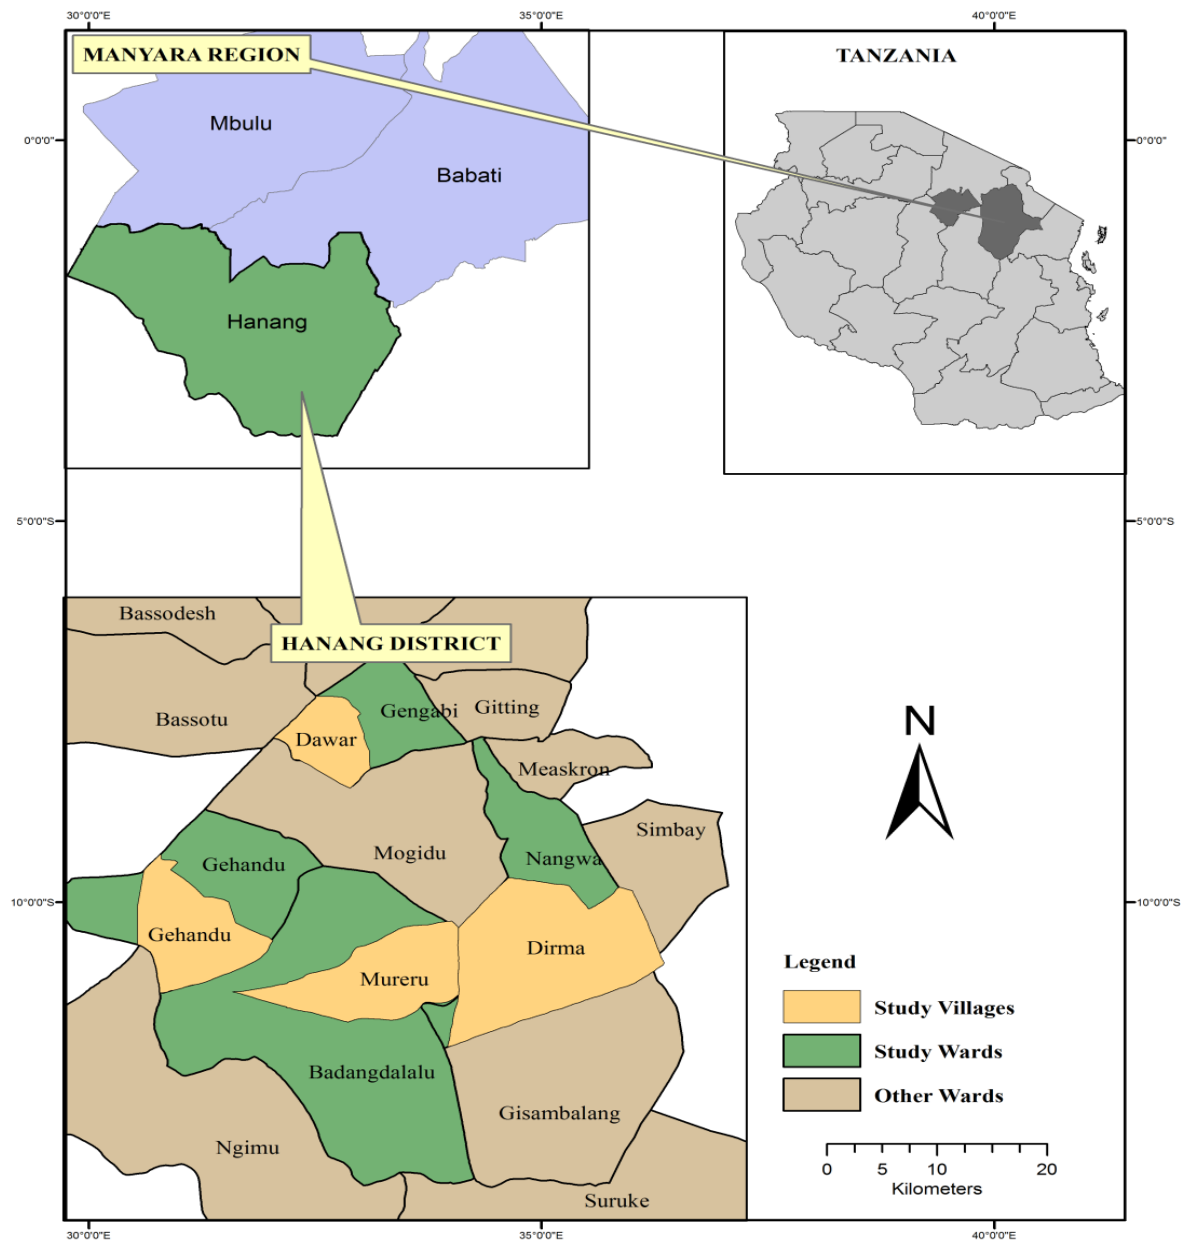 30°0'0"E
35°0'0"E
40°0'0"E
MANYARA REGION
TANZANIA
Mbulu
0°0'0"
0°0'0"
Babati
Hanang
5°0'0"S
5°0'0"S
Bassodesh
HANANG DISTRICT
Bassotu
Gengabi
Gitting
Dawar
Measkron
Simbay
Mogidu
Nangwa
Gehandu
10°0'0"S
10°0'0"S
Gehandu
Dirma
Mureru
Badangdalalu
Gisambalang
Ngimu
Suruke
N
Legend
Study Villages
Study Wards
Other Wards
0 5 10 20
Kilometers
30°0'0"E
35°0'0"E
40°0'0"E